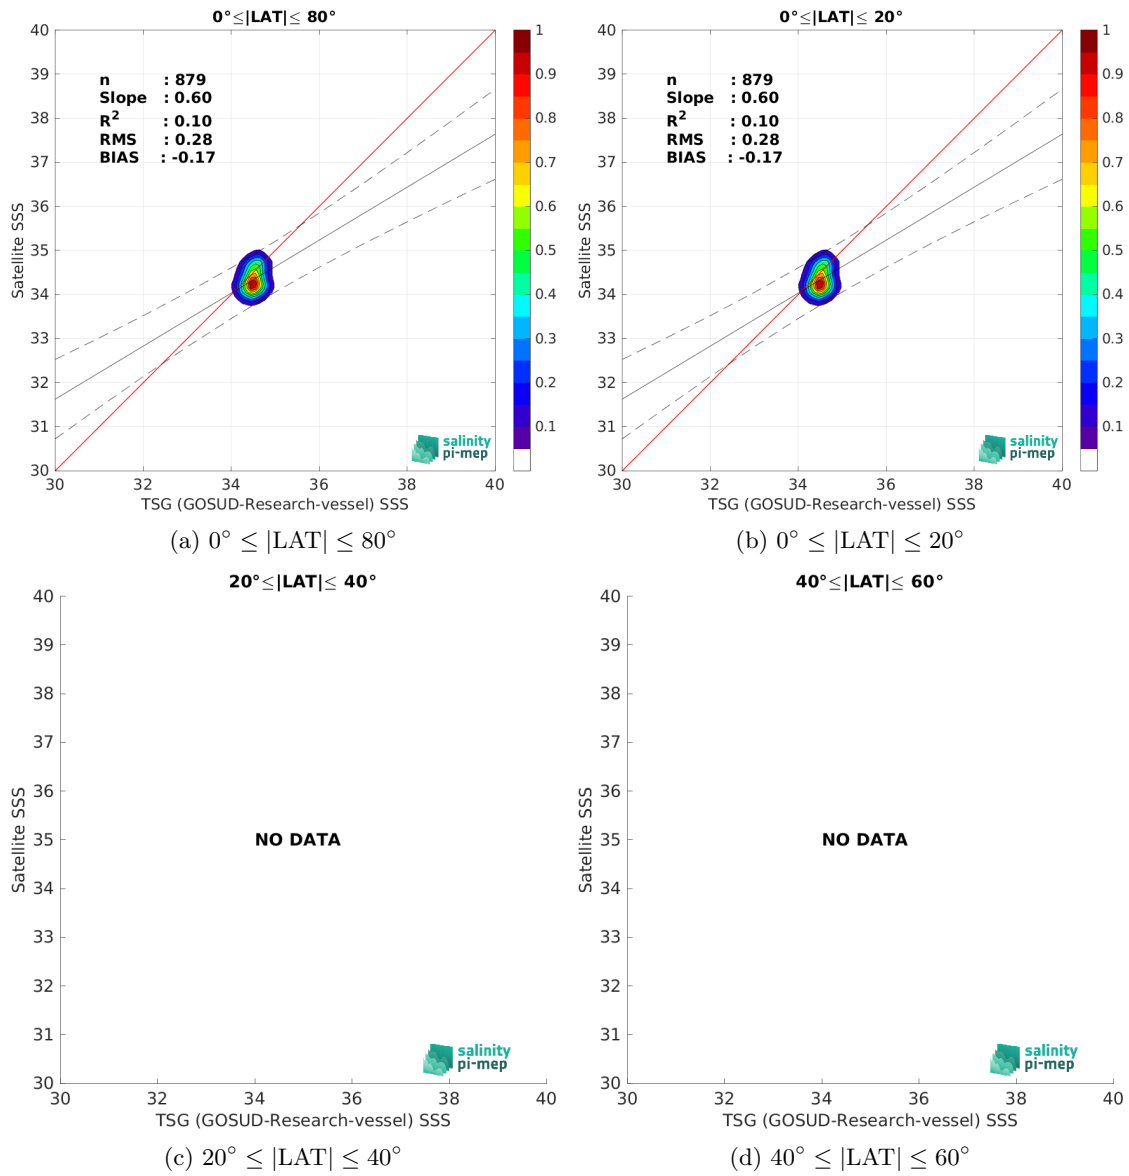 0°≤|LAT|≤ 80°
40
39
38
37
36
35
34
33
32
31
30
Satellite SSS
n : 879
Slope : 0.60
R² : 0.10
RMS : 0.28
BIAS : -0.17
salinity
pi-mep
30 32 34 36 38 40
TSG (GOSUD-Research-vessel) SSS
1
0.9
0.8
0.7
0.6
0.5
0.4
0.3
0.2
0.1
(a) 0° ≤ |LAT| ≤ 80°
0°≤|LAT|≤ 20°
40
39
38
37
36
35
34
33
32
31
30
Satellite SSS
n : 879
Slope : 0.60
R² : 0.10
RMS : 0.28
BIAS : -0.17
salinity
pi-mep
30 32 34 36 38 40
TSG (GOSUD-Research-vessel) SSS
1
0.9
0.8
0.7
0.6
0.5
0.4
0.3
0.2
0.1
(b) 0° ≤ |LAT| ≤ 20°
20°≤|LAT|≤ 40°
40
39
38
37
36
35
34
33
32
31
30
Satellite SSS
NO DATA
salinity
pi-mep
30 32 34 36 38 40
TSG (GOSUD-Research-vessel) SSS
(c) 20° ≤ |LAT| ≤ 40°
40°≤|LAT|≤ 60°
40
39
38
37
36
35
34
33
32
31
30
Satellite SSS
NO DATA
salinity
pi-mep
30 32 34 36 38 40
TSG (GOSUD-Research-vessel) SSS
(d) 40° ≤ |LAT| ≤ 60°